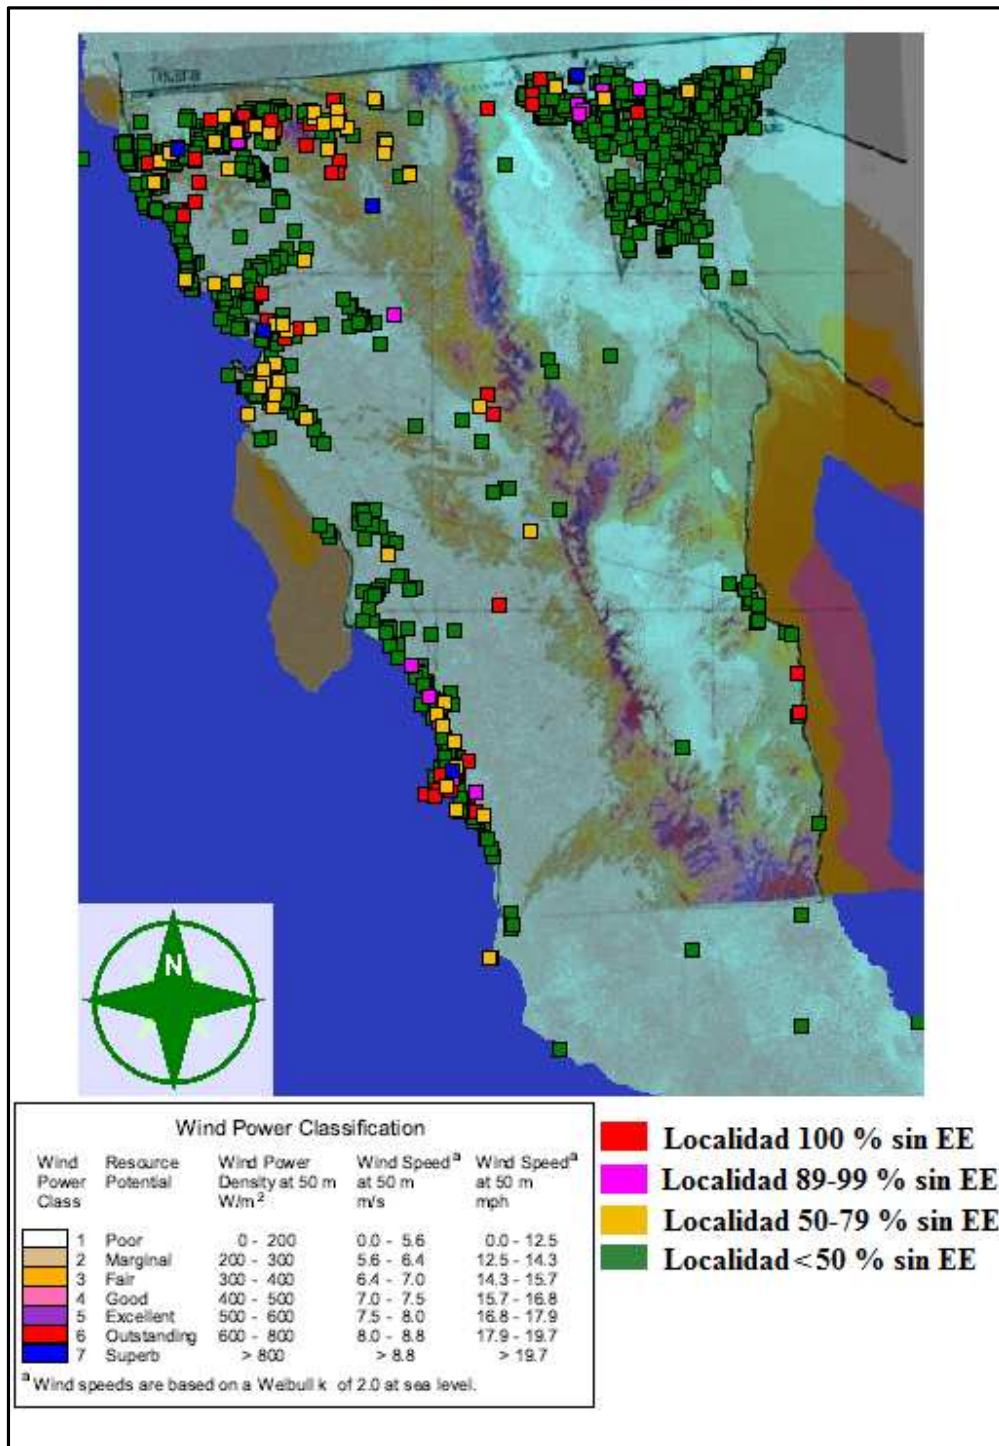 Tijuana
Mexicali
N
Wind Power Classification
Wind Power Class Resource Potential Wind Power Density at 50 m W/m² Wind Speedᵃ at 50 m m/s Wind Speedᵃ at 50 m mph
1 Poor 0 - 200 0.0 - 5.6 0.0 - 12.5
2 Marginal 200 - 300 5.6 - 6.4 12.5 - 14.3
3 Fair 300 - 400 6.4 - 7.0 14.3 - 15.7
4 Good 400 - 500 7.0 - 7.5 15.7 - 16.8
5 Excellent 500 - 600 7.5 - 8.0 16.8 - 17.9
6 Outstanding 600 - 800 8.0 - 8.8 17.9 - 19.7
7 Superb > 800 > 8.8 > 19.7
ᵃ Wind speeds are based on a Weibull k of 2.0 at sea level.
Localidad 100 % sin EE
Localidad 89-99 % sin EE
Localidad 50-79 % sin EE
Localidad < 50 % sin EE